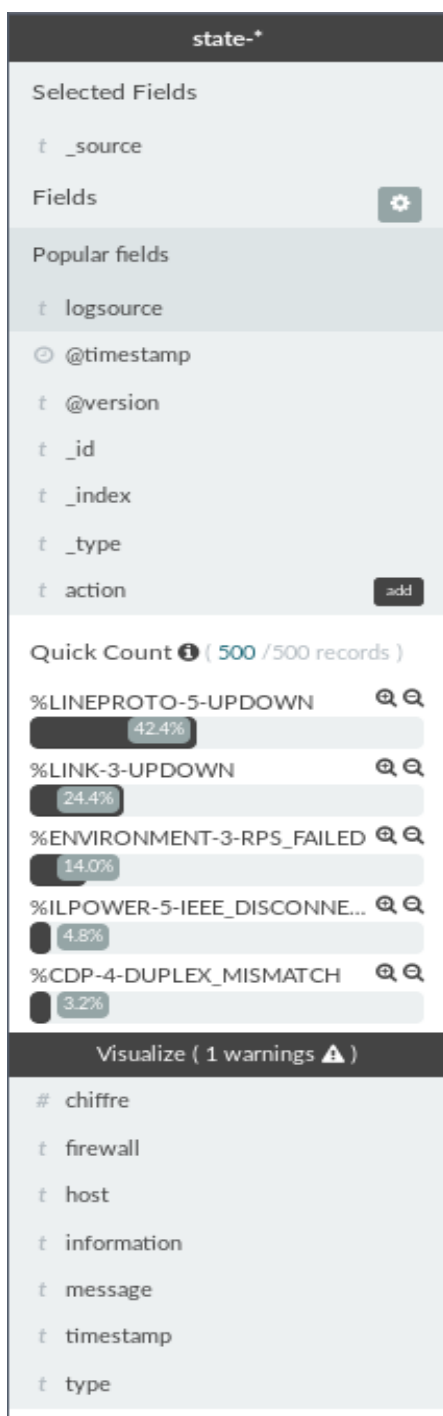 state-*
Selected Fields
t _source
Fields
Popular fields
t logsource
@timestamp
t @version
t _id
t _index
t _type
t action add
Quick Count ( 500 /500 records )
%LINEPROTO-5-UPDOWN
42.4%
%LINK-3-UPDOWN
24.4%
%ENVIRONMENT-3-RPS_FAILED
14.0%
%ILPOWER-5-IEEE_DISCONNE...
4.8%
%CDP-4-DUPLEX_MISMATCH
3.2%
Visualize ( 1 warnings )
# chiffre
t firewall
t host
t information
t message
t timestamp
t type